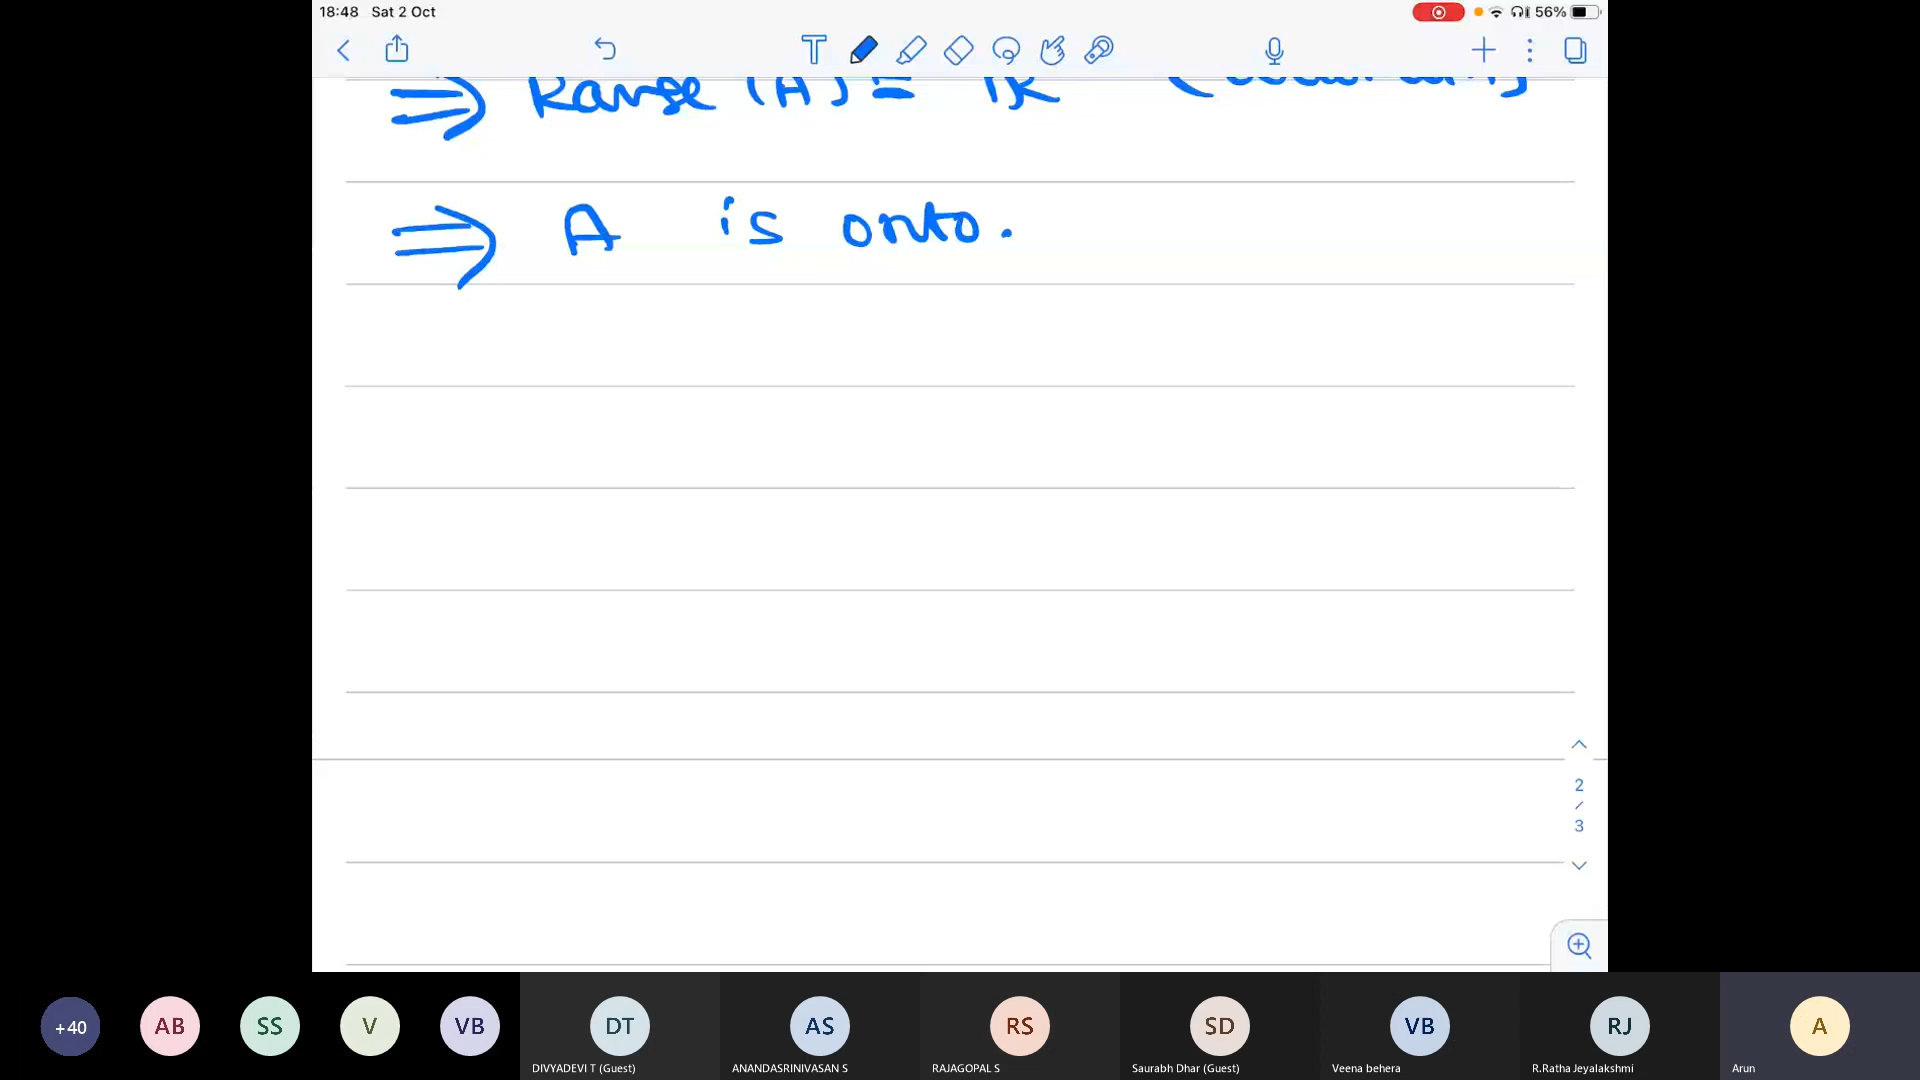 18:48 Sat 2 Oct 56%
T
⇒ Range (A) = IR
⇒ A is onto.
2
/
3
+40 AB SS V VB DT AS RS SD VB RJ A
DIVYADEVI T (Guest) ANANDASRINIVASAN S RAJAGOPAL S Saurabh Dhar (Guest) Veena behera R.Ratha Jeyalakshmi Arun